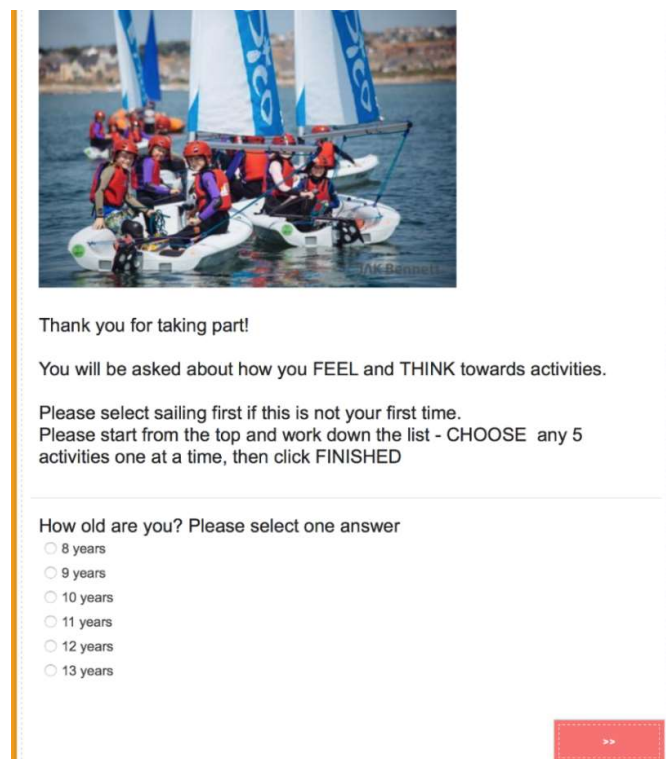 pico
pico
Thank you for taking part!
You will be asked about how you FEEL and THINK towards activities.
Please select sailing first if this is not your first time.
Please start from the top and work down the list - CHOOSE any 5
activities one at a time, then click FINISHED
How old are you? Please select one answer
8 years
9 years
10 years
11 years
12 years
13 years
>>